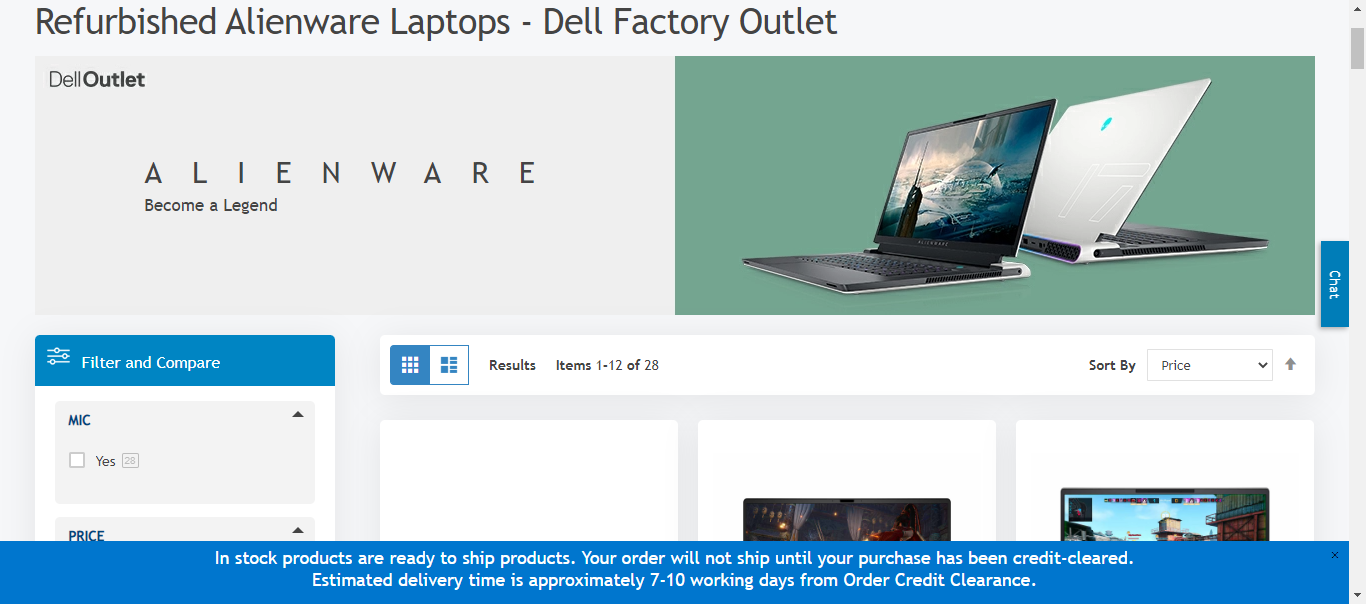 Refurbished Alienware Laptops - Dell Factory Outlet
DellOutlet
ALIENWARE
Become a Legend
ALIENWARE
17
Chat
Filter and Compare
Results Items 1-12 of 28
Sort By Price
MIC
Yes 28
PRICE
In stock products are ready to ship products. Your order will not ship until your purchase has been credit-cleared.
Estimated delivery time is approximately 7-10 working days from Order Credit Clearance.